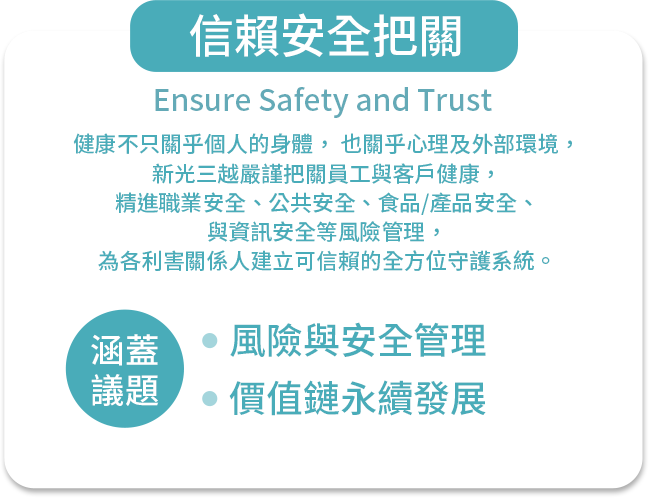 信賴安全把關
Ensure Safety and Trust
健康不只關乎個人的身體， 也關乎心理及外部環境，
新光三越嚴謹把關員工與客戶健康，
精進職業安全、公共安全、食品/產品安全、
與資訊安全等風險管理，
為各利害關係人建立可信賴的全方位守護系統。
涵蓋
議題
• 風險與安全管理
• 價值鏈永續發展